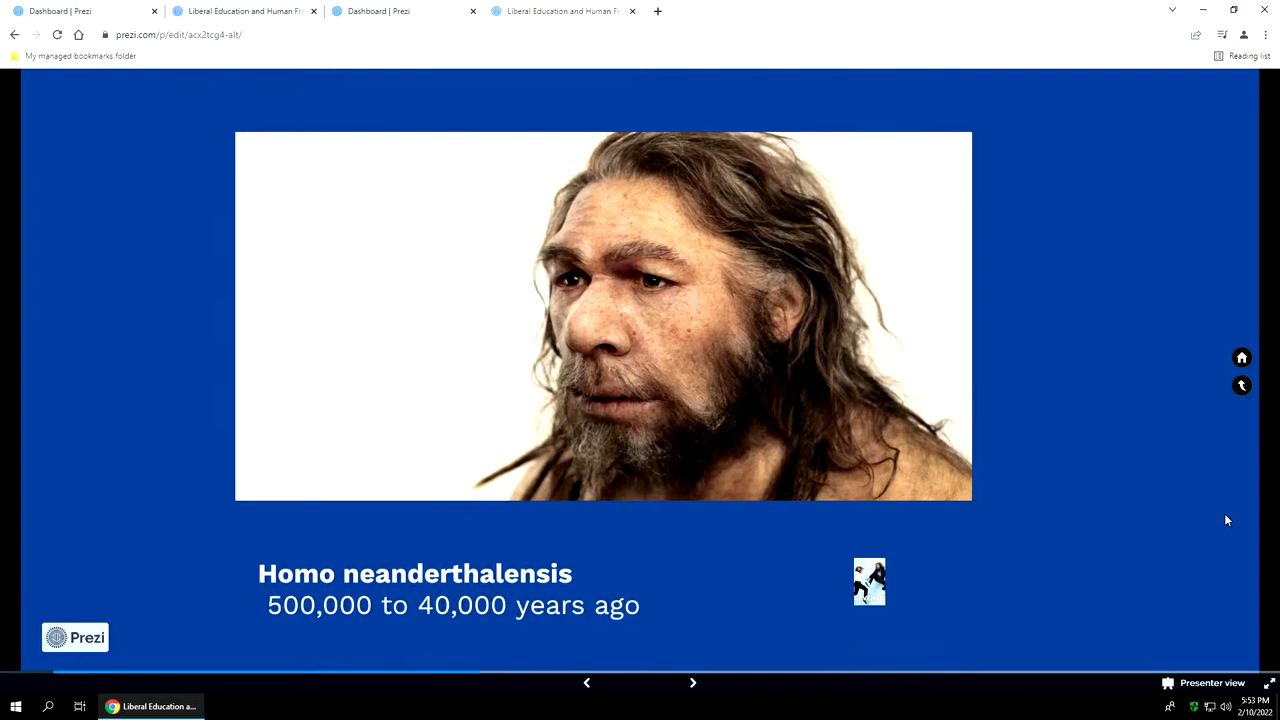 Dashboard | Prezi
Liberal Education and Human Fr
Dashboard | Prezi
Liberal Education and Human F
prezi.com/p/edit/acx2tcg4-alt/
My managed bookmarks folder
Reading list
Homo neanderthalensis
500,000 to 40,000 years ago
Prezi
Presenter view
Liberal Education a...
5:53 PM
2/10/2022